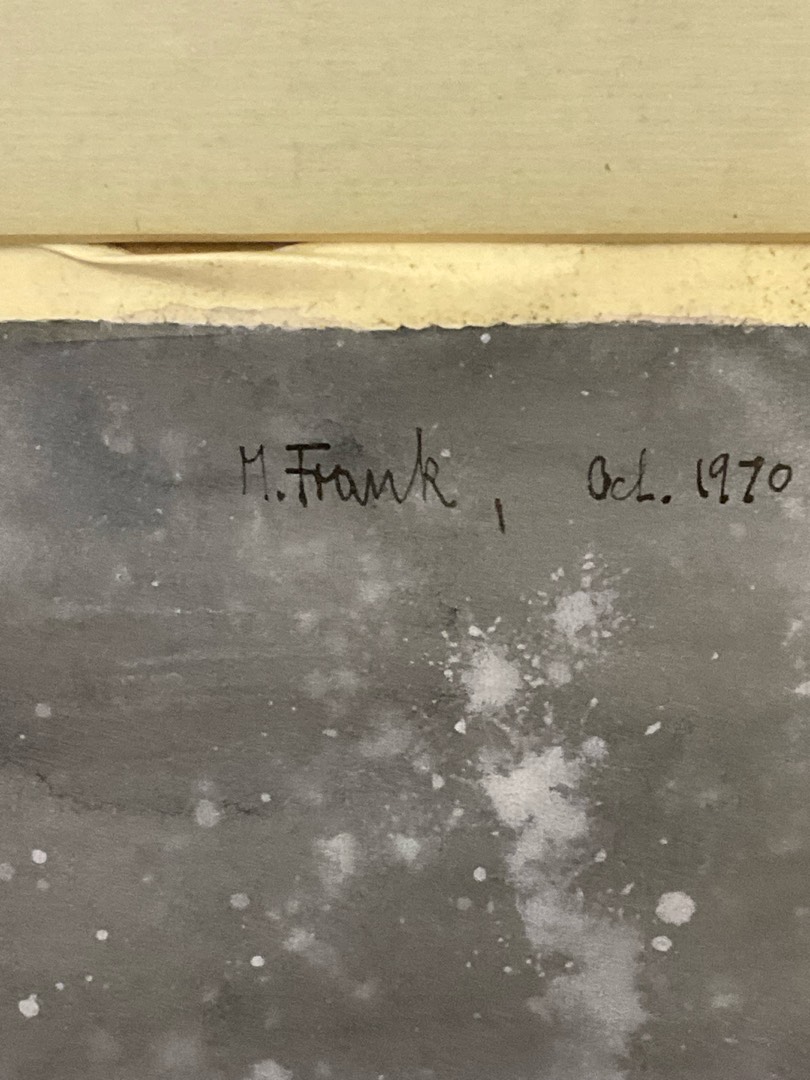 M. Frank, Oct. 1970